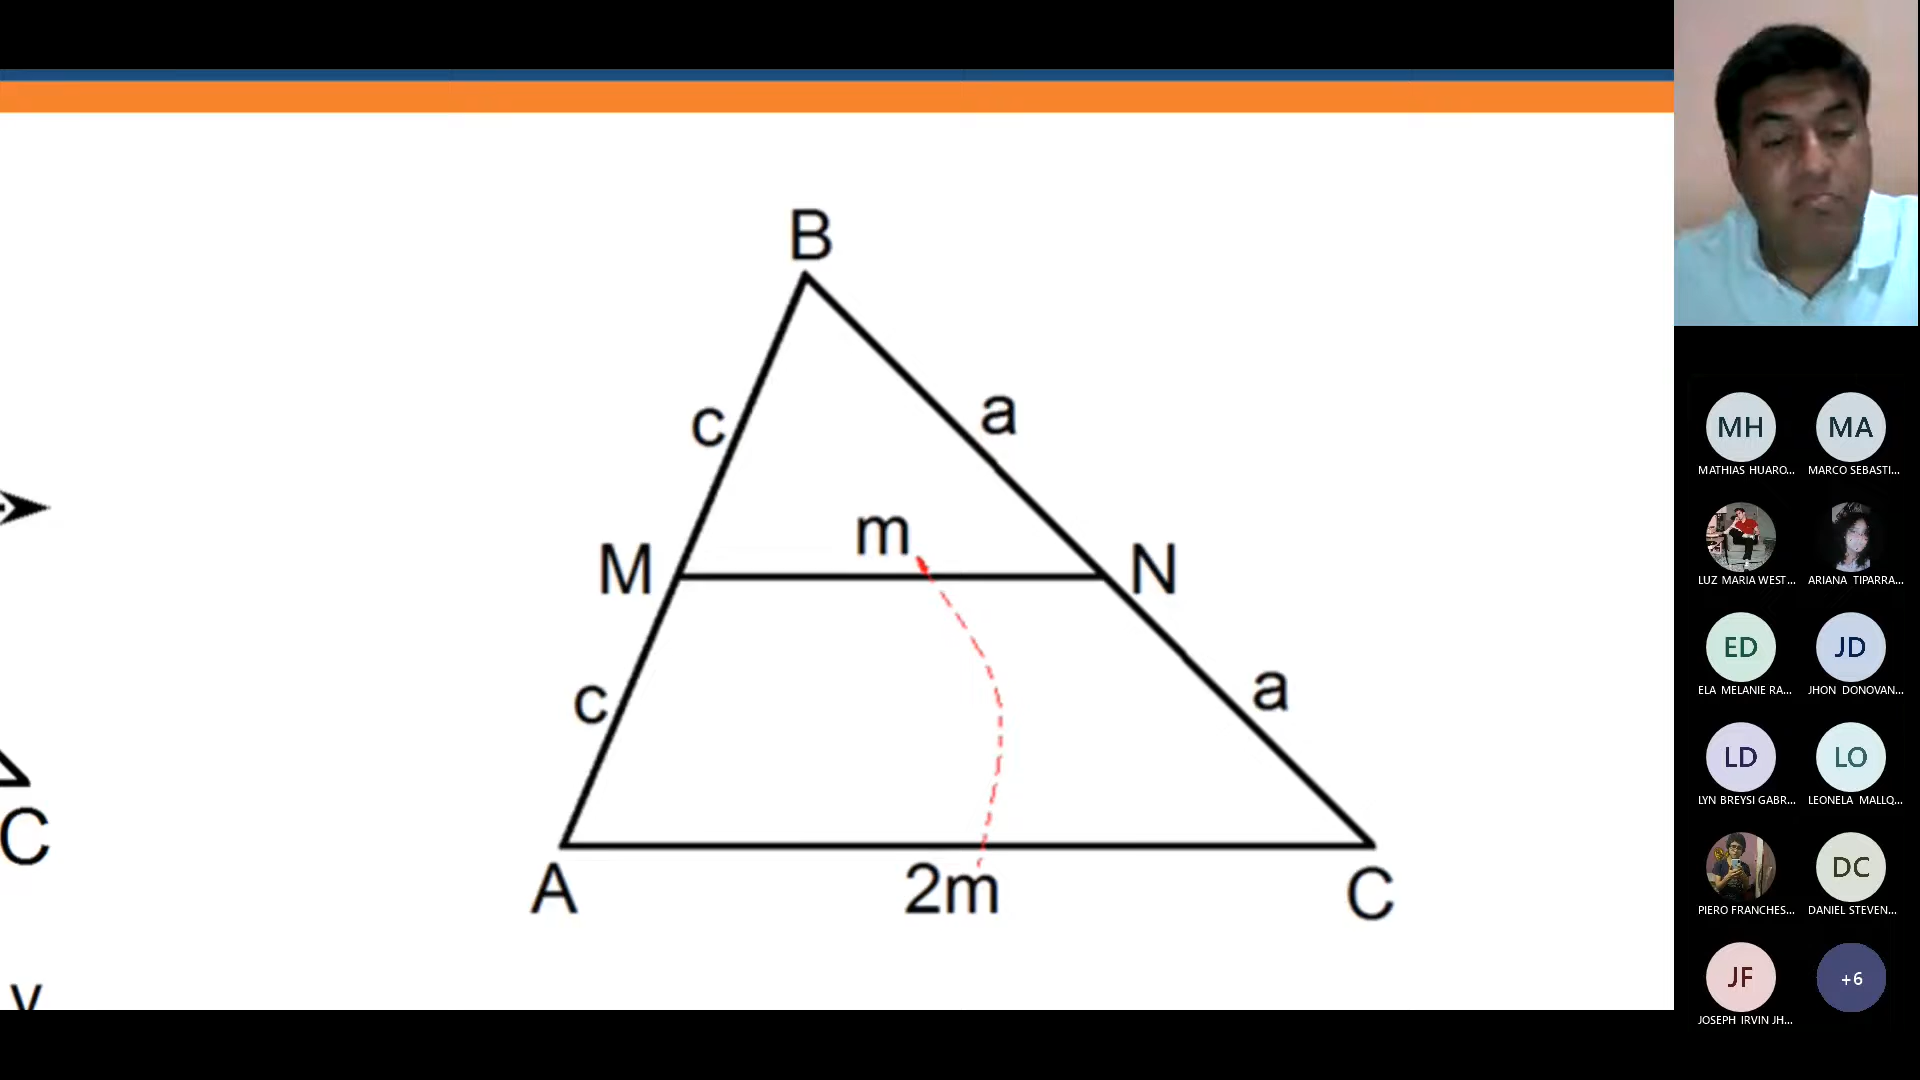 B
c
a
m
M
N
c
a
C
A
2m
C
y
MH
MA
MATHIAS HUARO...
MARCO SEBASTI...
LUZ MARIA WEST...
ARIANA TIPARRA...
ED
JD
ELA MELANIE RA...
JHON DONOVAN...
LD
LO
LYN BREYSI GABR...
LEONELA MALLQ...
DC
PIERO FRANCHES...
DANIEL STEVEN...
JF
+6
JOSEPH IRVIN JH...